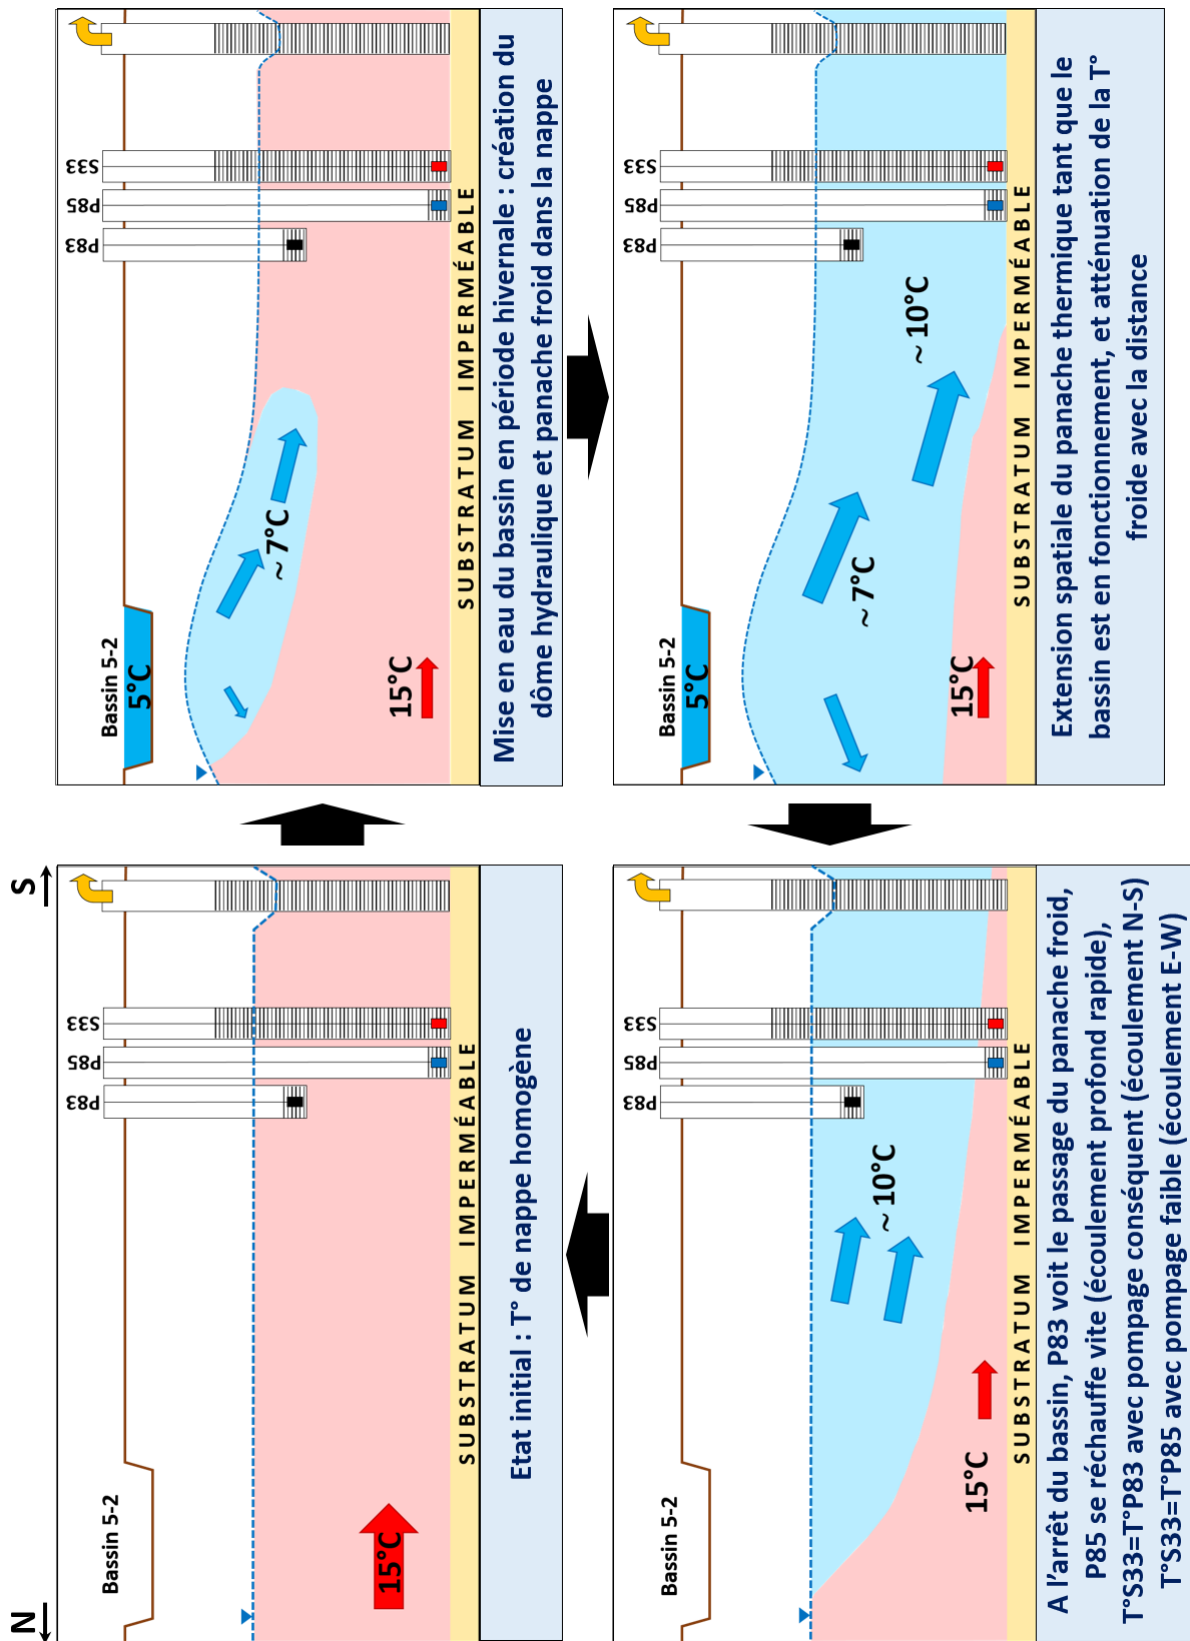 N
S
Bassin 5-2
P83
P85
S33
15°C
SUBSTRATUM IMPERMÉABLE
Etat initial : T° de nappe homogène
Bassin 5-2
5°C
P83
P85
S33
~ 7°C
15°C
SUBSTRATUM IMPERMÉABLE
Mise en eau du bassin en période hivernale : création du
dôme hydraulique et panache froid dans la nappe
Bassin 5-2
5°C
P83
P85
S33
~ 7°C
~ 10°C
15°C
SUBSTRATUM IMPERMÉABLE
Extension spatiale du panache thermique tant que le
bassin est en fonctionnement, et atténuation de la T°
froide avec la distance
Bassin 5-2
P83
P85
S33
~ 10°C
15°C
SUBSTRATUM IMPERMÉABLE
A l'arrêt du bassin, P83 voit le passage du panache froid,
P85 se réchauffe vite (écoulement profond rapide),
T°S33=T°P83 avec pompage conséquent (écoulement N-S)
T°S33=T°P85 avec pompage faible (écoulement E-W)